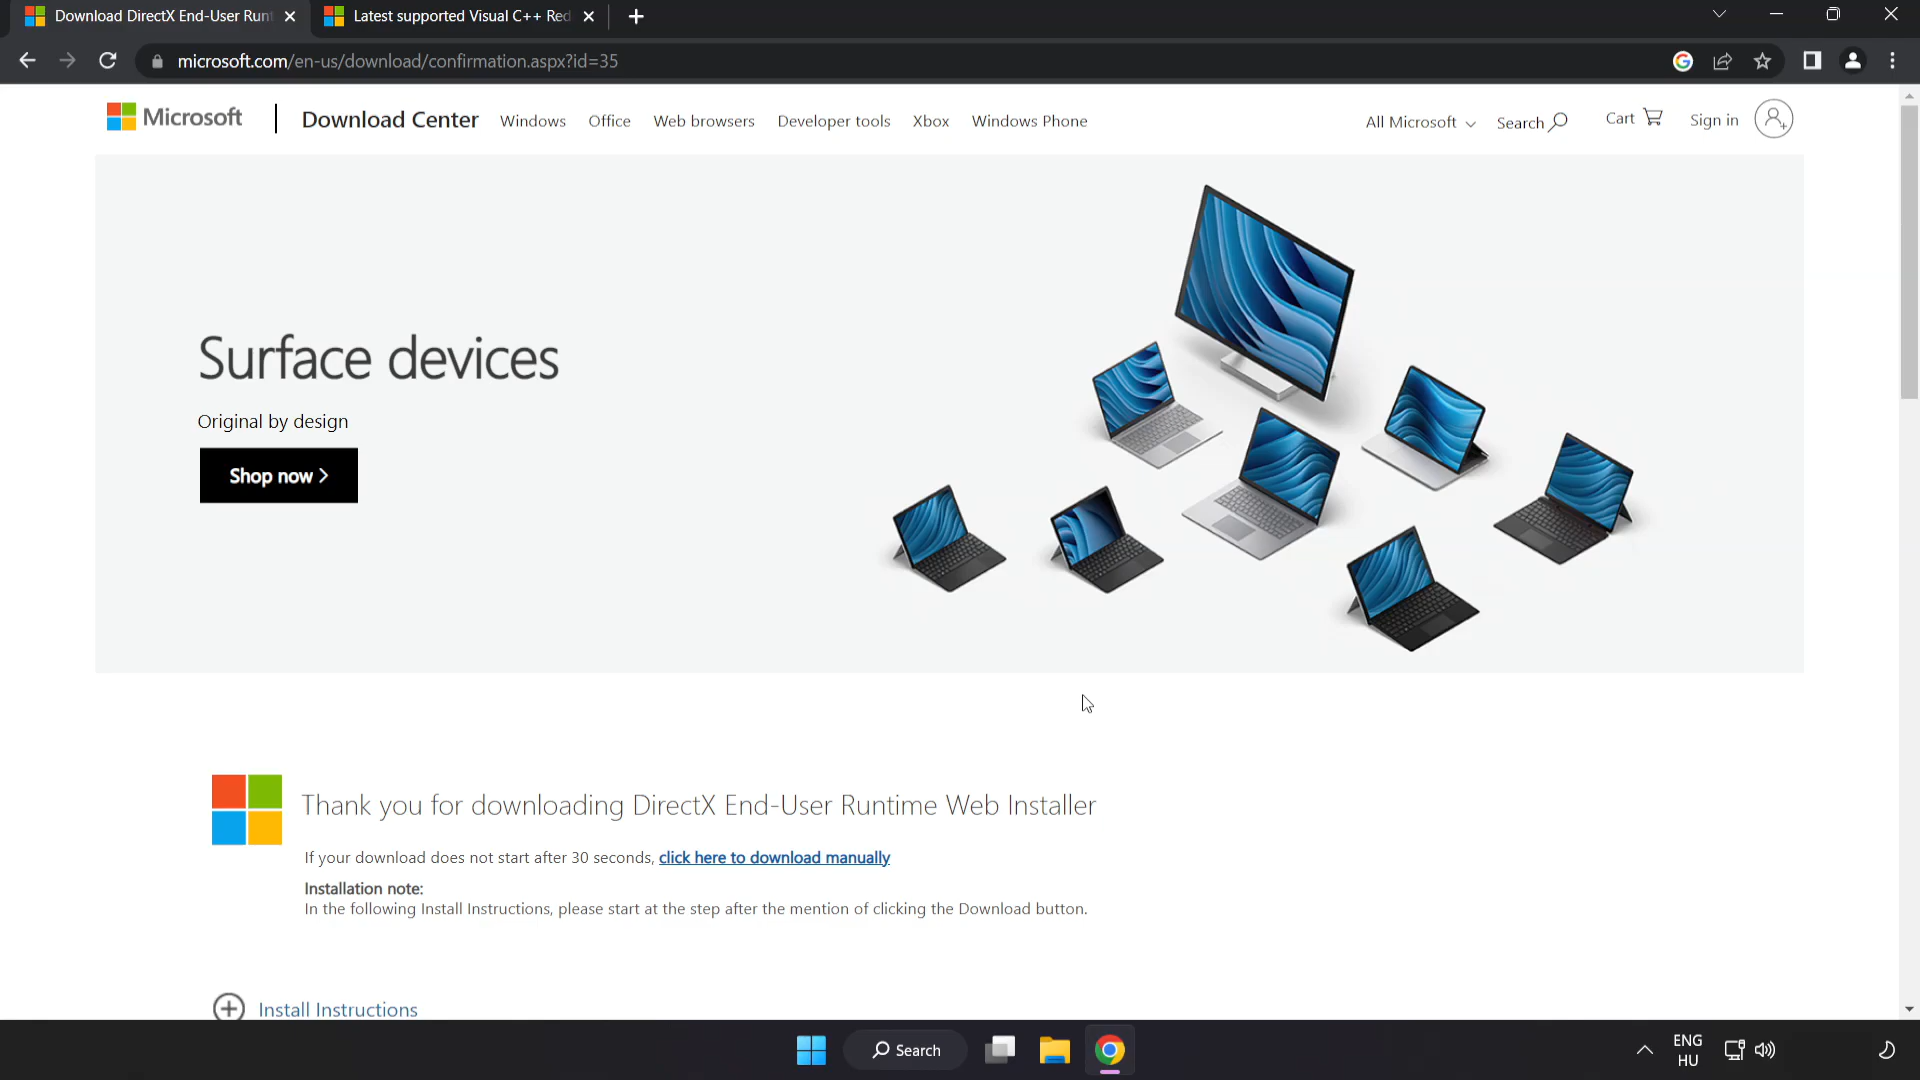 Download DirectX End-User Runt
Latest supported Visual C++ Red
microsoft.com/en-us/download/confirmation.aspx?id=35
Microsoft
Download Center
Windows
Office
Web browsers
Developer tools
Xbox
Windows Phone
All Microsoft
Search
Cart
Sign in
Surface devices
Original by design
Shop now
Thank you for downloading DirectX End-User Runtime Web Installer
If your download does not start after 30 seconds, click here to download manually
Installation note:
In the following Install Instructions, please start at the step after the mention of clicking the Download button.
Install Instructions
Search
ENG
HU